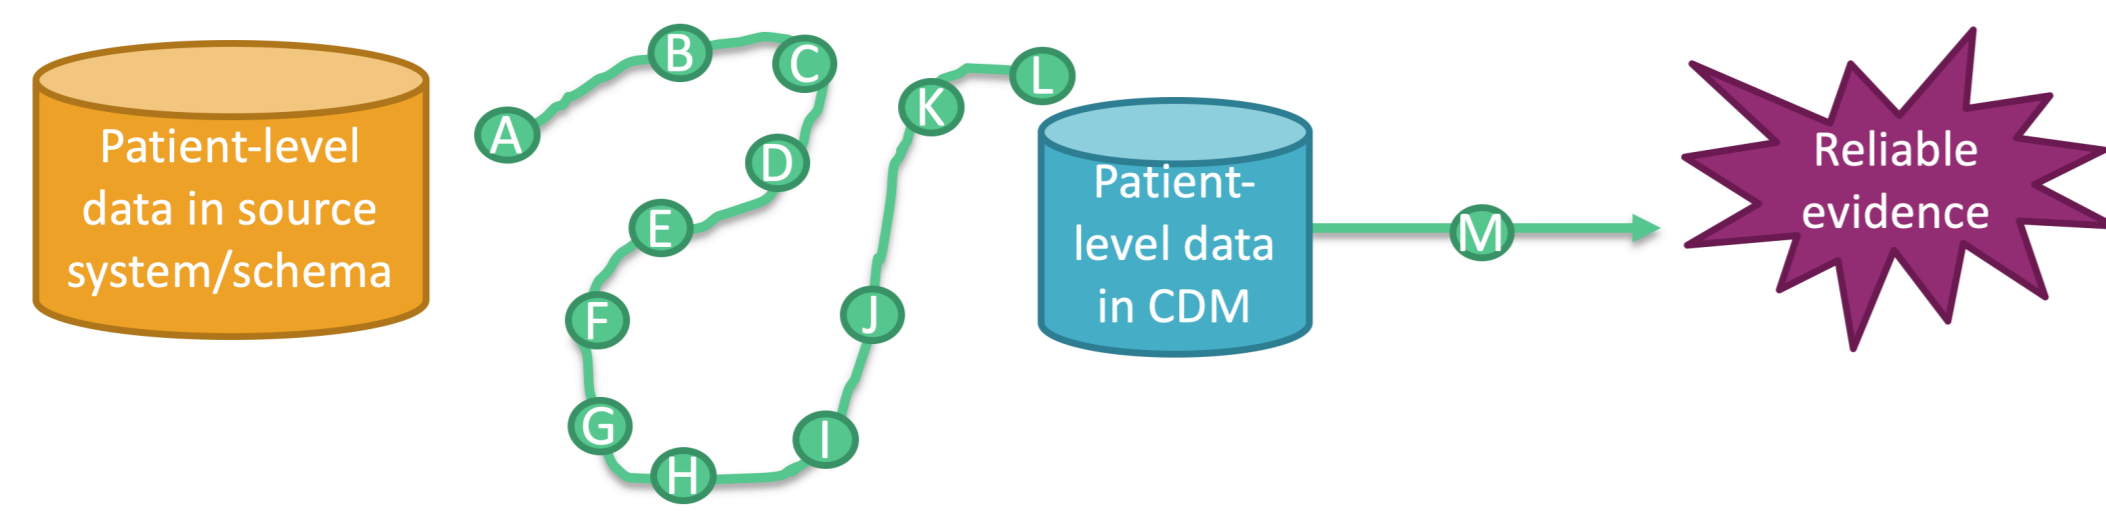 Patient-level
data in source
system/schema
A
B
C
D
E
F
G
H
I
J
K
L
Patient-
level data
in CDM
M
Reliable
evidence